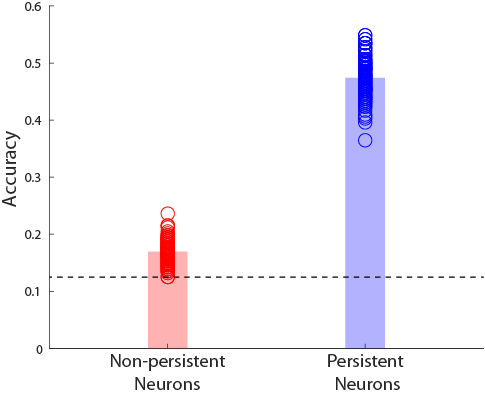 0.6
0.5
0.4
0.3
0.2
0.1
0
Accuracy
Non-persistent
Neurons
Persistent
Neurons